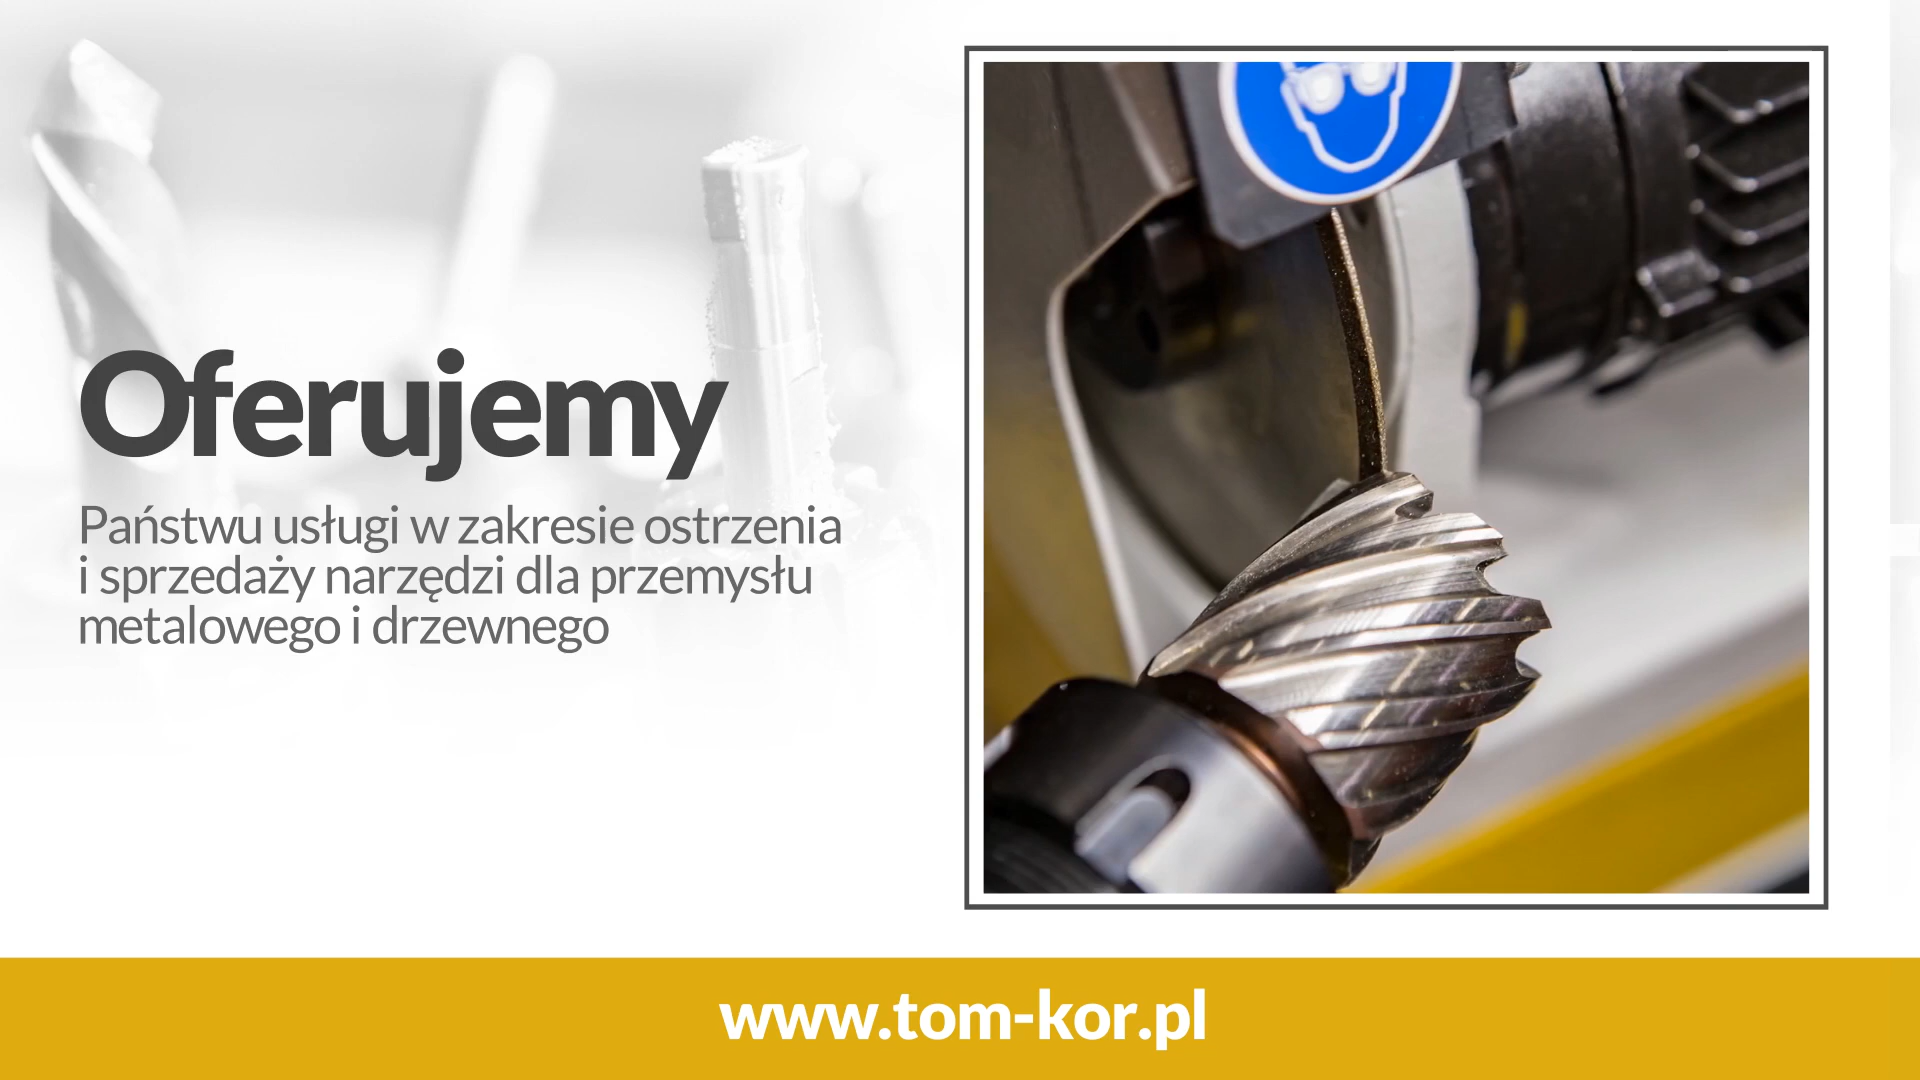 Oferujemy
Państwu usługi w zakresie ostrzenia
i sprzedaży narzędzi dla przemysłu
metalowego i drzewnego
www.tom-kor.pl